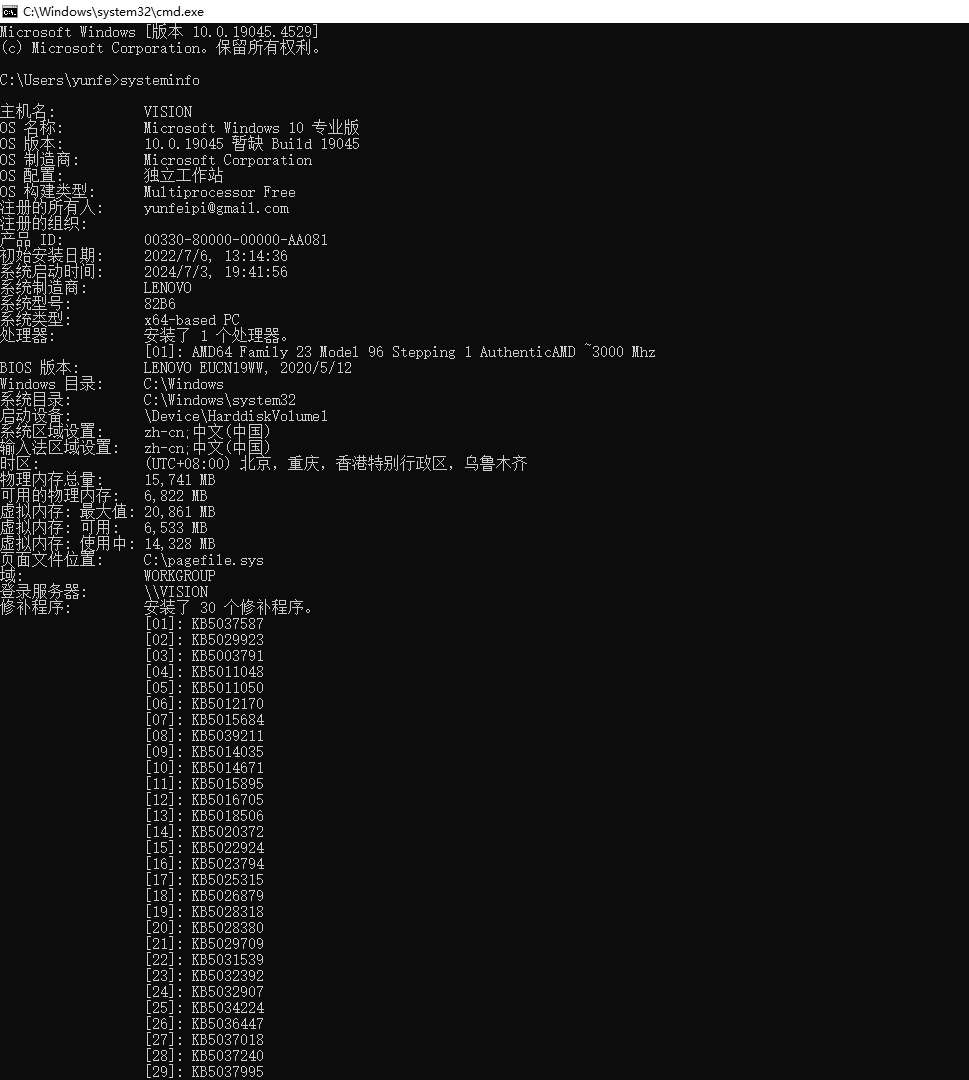 C:\Windows\system32\cmd.exe
Microsoft Windows [版本 10.0.19045.4529]
(c) Microsoft Corporation。保留所有权利。
C:\Users\yunfe>systeminfo
主机名: VISION
OS 名称: Microsoft Windows 10 专业版
OS 版本: 10.0.19045 暂缺 Build 19045
OS 制造商: Microsoft Corporation
OS 配置: 独立工作站
OS 构建类型: Multiprocessor Free
注册的所有人: yunfeipi@gmail.com
注册的组织:
产品 ID: 00330-80000-00000-AA081
初始安装日期: 2022/7/6, 13:14:36
系统启动时间: 2024/7/3, 19:41:56
系统制造商: LENOVO
系统型号: 82B6
系统类型: x64-based PC
处理器: 安装了 1 个处理器。
[01]: AMD64 Family 23 Model 96 Stepping 1 AuthenticAMD ~3000 Mhz
BIOS 版本: LENOVO EUCN19WW, 2020/5/12
Windows 目录: C:\Windows
系统目录: C:\Windows\system32
启动设备: \Device\HarddiskVolume1
系统区域设置: zh-cn;中文(中国)
输入法区域设置: zh-cn;中文(中国)
时区: (UTC+08:00) 北京，重庆，香港特别行政区，乌鲁木齐
物理内存总量: 15,741 MB
可用的物理内存: 6,822 MB
虚拟内存: 最大值: 20,861 MB
虚拟内存: 可用: 6,533 MB
虚拟内存: 使用中: 14,328 MB
页面文件位置: C:\pagefile.sys
域: WORKGROUP
登录服务器: \\VISION
修补程序: 安装了 30 个修补程序。
[01]: KB5037587
[02]: KB5029923
[03]: KB5003791
[04]: KB5011048
[05]: KB5011050
[06]: KB5012170
[07]: KB5015684
[08]: KB5039211
[09]: KB5014035
[10]: KB5014671
[11]: KB5015895
[12]: KB5016705
[13]: KB5018506
[14]: KB5020372
[15]: KB5022924
[16]: KB5023794
[17]: KB5025315
[18]: KB5026879
[19]: KB5028318
[20]: KB5028380
[21]: KB5029709
[22]: KB5031539
[23]: KB5032392
[24]: KB5032907
[25]: KB5034224
[26]: KB5036447
[27]: KB5037018
[28]: KB5037240
[29]: KB5037995